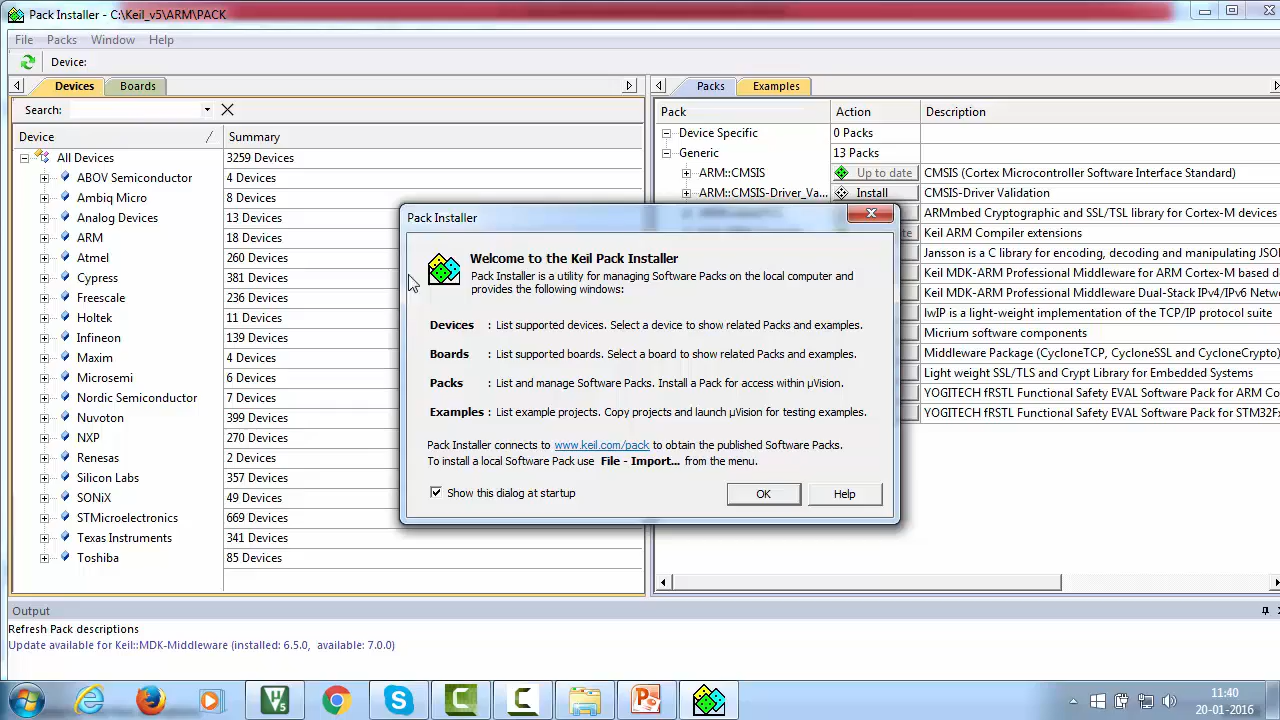 Pack Installer - C:\Keil_v5\ARM\PACK
File Packs Window Help
Device:
Devices Boards
Search:
Device Summary
All Devices 3259 Devices
ABOV Semiconductor 4 Devices
Ambiq Micro 8 Devices
Analog Devices 13 Devices
ARM 18 Devices
Atmel 260 Devices
Cypress 381 Devices
Freescale 236 Devices
Holtek 11 Devices
Infineon 139 Devices
Maxim 4 Devices
Microsemi 6 Devices
Nordic Semiconductor 7 Devices
Nuvoton 399 Devices
NXP 270 Devices
Renesas 2 Devices
Silicon Labs 357 Devices
SONiX 49 Devices
STMicroelectronics 669 Devices
Texas Instruments 341 Devices
Toshiba 85 Devices
Packs Examples
Pack Action Description
Device Specific 0 Packs
Generic 13 Packs
ARM::CMSIS Up to date CMSIS (Cortex Microcontroller Software Interface Standard)
ARM::CMSIS-Driver_Va... Install CMSIS-Driver Validation
ARMmbed Cryptographic and SSL/TSL library for Cortex-M devices
Keil ARM Compiler extensions
Jansson is a C library for encoding, decoding and manipulating JSON
Keil MDK-ARM Professional Middleware for ARM Cortex-M based d
Keil MDK-ARM Professional Middleware Dual-Stack IPv4/IPv6 Netw
lwIP is a light-weight implementation of the TCP/IP protocol suite
Micrium software components
Middleware Package (CycloneTCP, CycloneSSL and CycloneCrypto)
Light weight SSL/TLS and Crypt Library for Embedded Systems
YOGITECH fRSTL Functional Safety EVAL Software Pack for ARM Co
YOGITECH fRSTL Functional Safety EVAL Software Pack for STM32F
Pack Installer
Welcome to the Keil Pack Installer
Pack Installer is a utility for managing Software Packs on the local computer and
provides the following windows:
Devices : List supported devices. Select a device to show related Packs and examples.
Boards : List supported boards. Select a board to show related Packs and examples.
Packs : List and manage Software Packs. Install a Pack for access within µVision.
Examples : List example projects. Copy projects and launch µVision for testing examples.
Pack Installer connects to www.keil.com/pack to obtain the published Software Packs.
To install a local Software Pack use File - Import... from the menu.
Show this dialog at startup
OK Help
Output
Refresh Pack descriptions
Update available for Keil::MDK-Middleware (installed: 6.5.0, available: 7.0.0)
11:40
20-01-2016